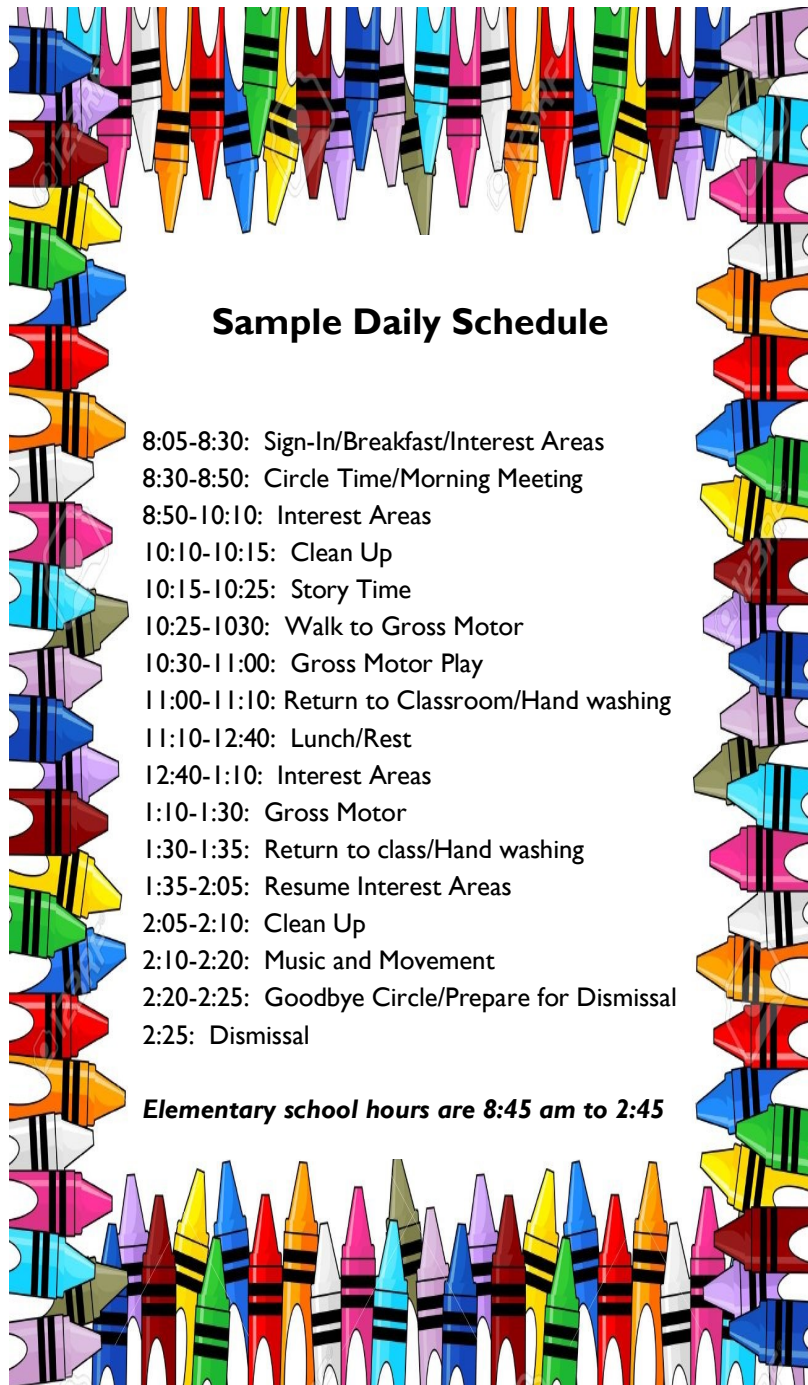 Sample Daily Schedule
8:05-8:30: Sign-In/Breakfast/Interest Areas
8:30-8:50: Circle Time/Morning Meeting
8:50-10:10: Interest Areas
10:10-10:15: Clean Up
10:15-10:25: Story Time
10:25-1030: Walk to Gross Motor
10:30-11:00: Gross Motor Play
11:00-11:10: Return to Classroom/Hand washing
11:10-12:40: Lunch/Rest
12:40-1:10: Interest Areas
1:10-1:30: Gross Motor
1:30-1:35: Return to class/Hand washing
1:35-2:05: Resume Interest Areas
2:05-2:10: Clean Up
2:10-2:20: Music and Movement
2:20-2:25: Goodbye Circle/Prepare for Dismissal
2:25: Dismissal
Elementary school hours are 8:45 am to 2:45